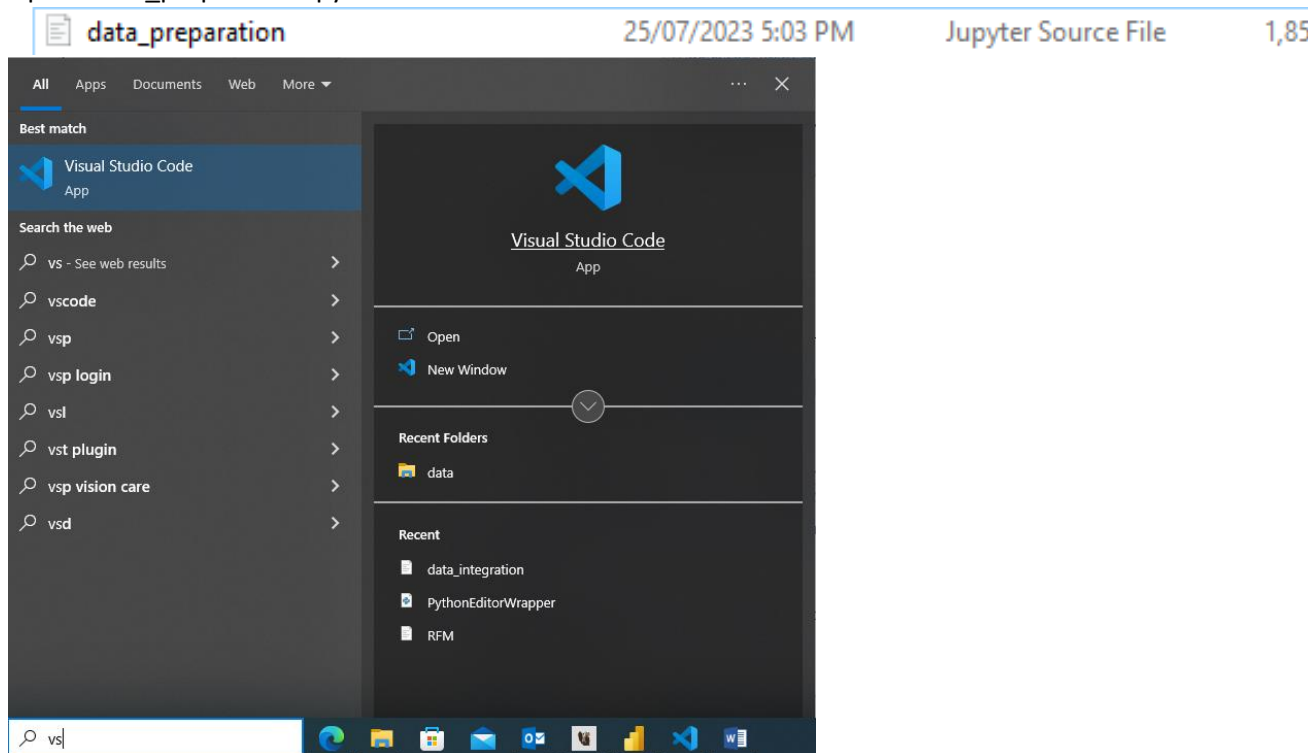 data_preparation 25/07/2023 5:03 PM Jupyter Source File 1,85
All Apps Documents Web More
Best match
Visual Studio Code
App
Search the web
vs - See web results
vscode
vsp
vsp login
vsl
vst plugin
vsp vision care
vsd
Visual Studio Code
App
Open
New Window
Recent Folders
data
Recent
data_integration
PythonEditorWrapper
RFM
vs